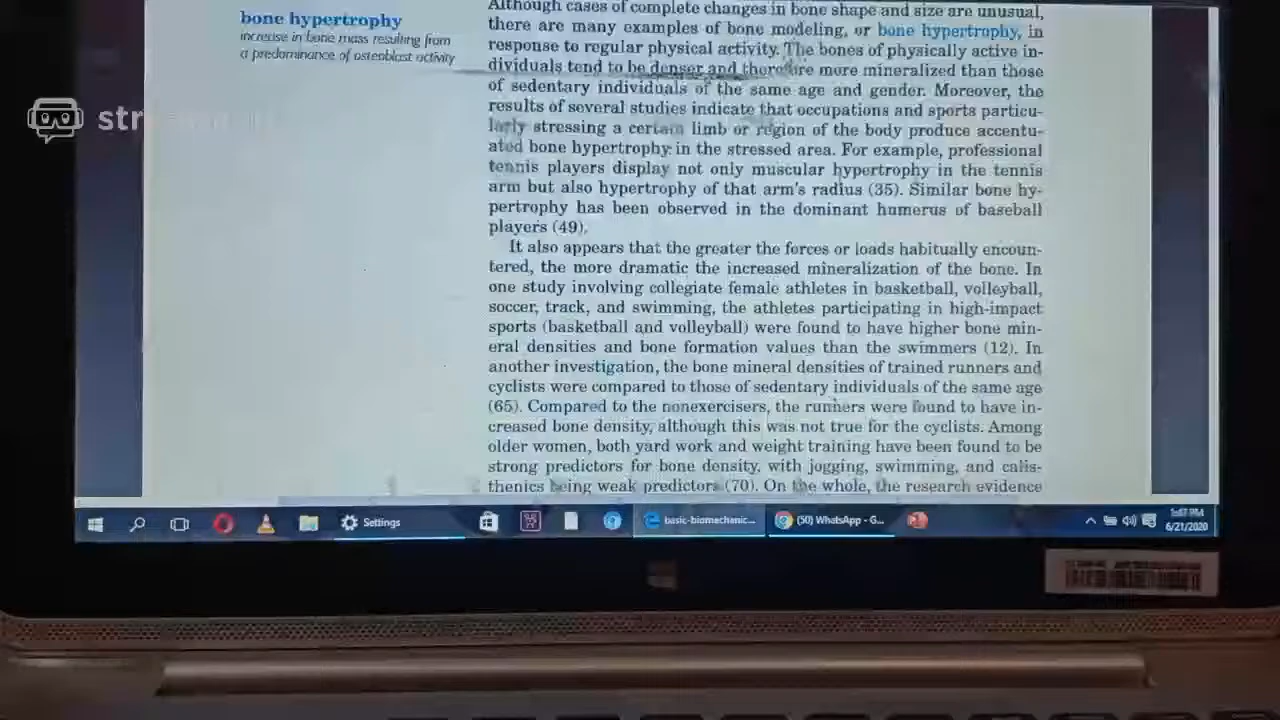 bone hypertrophy
increase in bone mass resulting from
a predominance of osteoblast activity
Although cases of complete changes in bone shape and size are unusual,
there are many examples of bone modeling, or bone hypertrophy, in
response to regular physical activity. The bones of physically active in-
dividuals tend to be denser and therefore more mineralized than those
of sedentary individuals of the same age and gender. Moreover, the
results of several studies indicate that occupations and sports particu-
larly stressing a certain limb or region of the body produce accentu-
ated bone hypertrophy in the stressed area. For example, professional
tennis players display not only muscular hypertrophy in the tennis
arm but also hypertrophy of that arm's radius (35). Similar bone hy-
pertrophy has been observed in the dominant humerus of baseball
players (49).
It also appears that the greater the forces or loads habitually encoun-
tered, the more dramatic the increased mineralization of the bone. In
one study involving collegiate female athletes in basketball, volleyball,
soccer, track, and swimming, the athletes participating in high-impact
sports (basketball and volleyball) were found to have higher bone min-
eral densities and bone formation values than the swimmers (12). In
another investigation, the bone mineral densities of trained runners and
cyclists were compared to those of sedentary individuals of the same age
(65). Compared to the nonexercisers, the runners were found to have in-
creased bone density, although this was not true for the cyclists. Among
older women, both yard work and weight training have been found to be
strong predictors for bone density, with jogging, swimming, and calis-
thenics being weak predictors (70). On the whole, the research evidence
Settings
basic-biomechanic...
(50) WhatsApp - G...
1:47 PM
6/21/2020